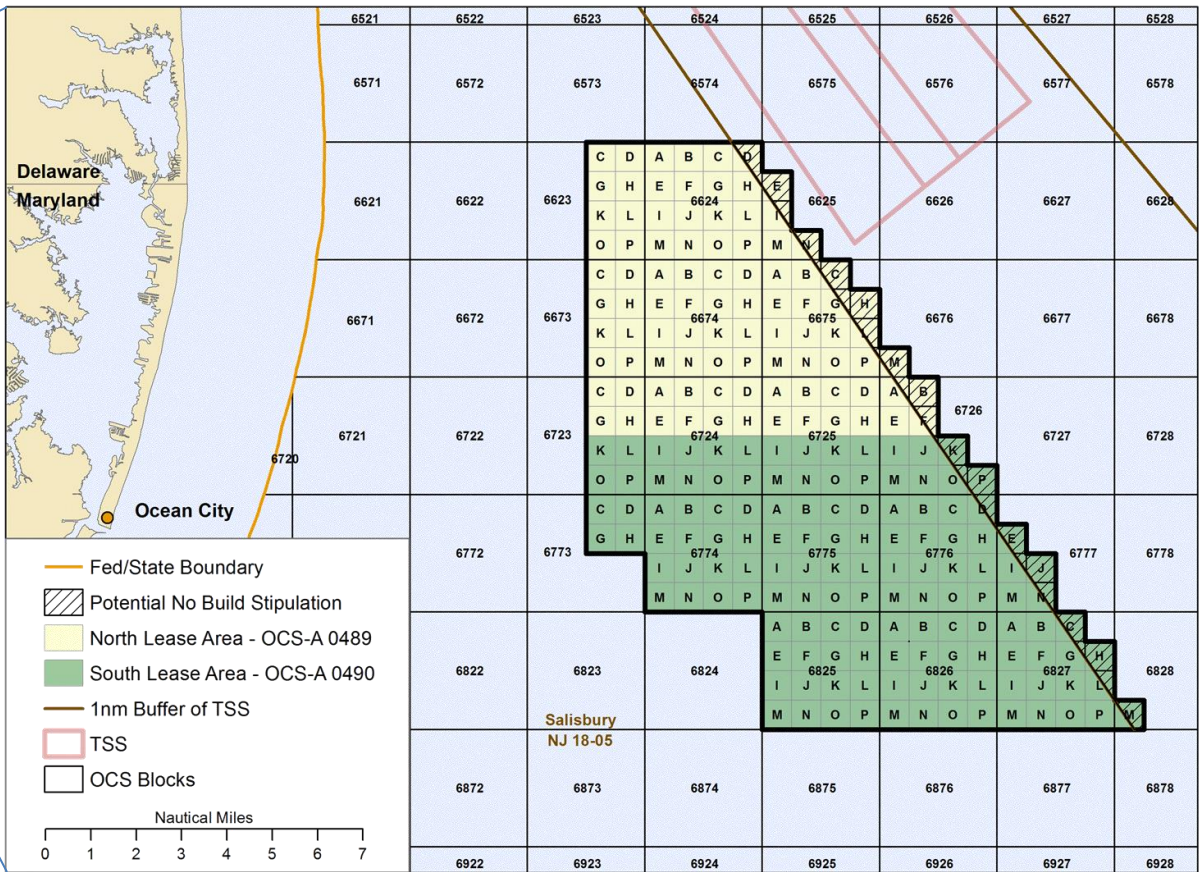 6521 6522 6523 6524 6525 6526 6527 6528
6571 6572 6573 6574 6575 6576 6577 6578
Delaware
Maryland
C D A B C D
G H E F G H E
6621 6622 6623 6624 6625 6626 6627 6628
K L I J K L I
O P M N O P M N
C D A B C D A B C
G H E F G H E F G H
6671 6672 6673 6674 6675 6676 6677 6678
K L I J K L I J K L
O P M N O P M N O P M
C D A B C D A B C D A B
6726
G H E F G H E F G H E F
6721 6722 6723 6724 6725 6727 6728
K L I J K L I J K L I J K
6720
O P M N O P M N O P M N O P
Ocean City
C D A B C D A B C D A B C D
G H E F G H E F G H E F G H E
6772 6773 6774 6775 6776 6777 6778
I J K L I J K L I J K L I J
M N O P M N O P M N O P M N
A B C D A B C D A B C
E F G H E F G H E F G H
6822 6823 6824 6825 6826 6827 6828
I J K L I J K L I J K L
M N O P M N O P M N O P M
Salisbury
NJ 18-05
6872 6873 6874 6875 6876 6877 6878
6922 6923 6924 6925 6926 6927 6928
Fed/State Boundary
Potential No Build Stipulation
North Lease Area - OCS-A 0489
South Lease Area - OCS-A 0490
1nm Buffer of TSS
TSS
OCS Blocks
Nautical Miles
0 1 2 3 4 5 6 7